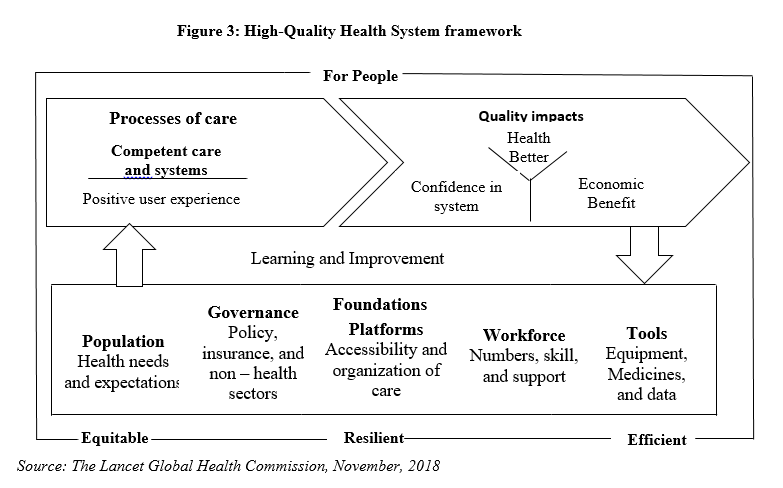 Figure 3: High-Quality Health System framework
For People
Processes of care
Competent care
and systems
Positive user experience
Quality impacts
Health
Better
Confidence in
system
Economic
Benefit
Learning and Improvement
Foundations
Population
Health needs
and expectations
Governance
Policy,
insurance, and
non – health
sectors
Platforms
Accessibility and
organization of
care
Workforce
Numbers, skill,
and support
Tools
Equipment,
Medicines,
and data
Equitable
Resilient
Efficient
Source: The Lancet Global Health Commission, November, 2018